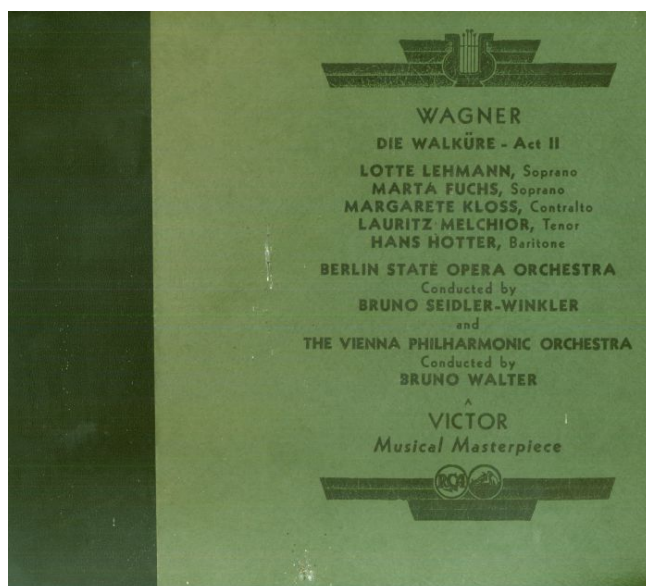 WAGNER
DIE WALKÜRE - Act II
LOTTE LEHMANN, Soprano
MARTA FUCHS, Soprano
MARGARETE KLOSS, Contralto
LAURITZ MELCHIOR, Tenor
HANS HOTTER, Baritone
BERLIN STATE OPERA ORCHESTRA
Conducted by
BRUNO SEIDLER-WINKLER
and
THE VIENNA PHILHARMONIC ORCHESTRA
Conducted by
BRUNO WALTER
A
VICTOR
Musical Masterpiece
RCA